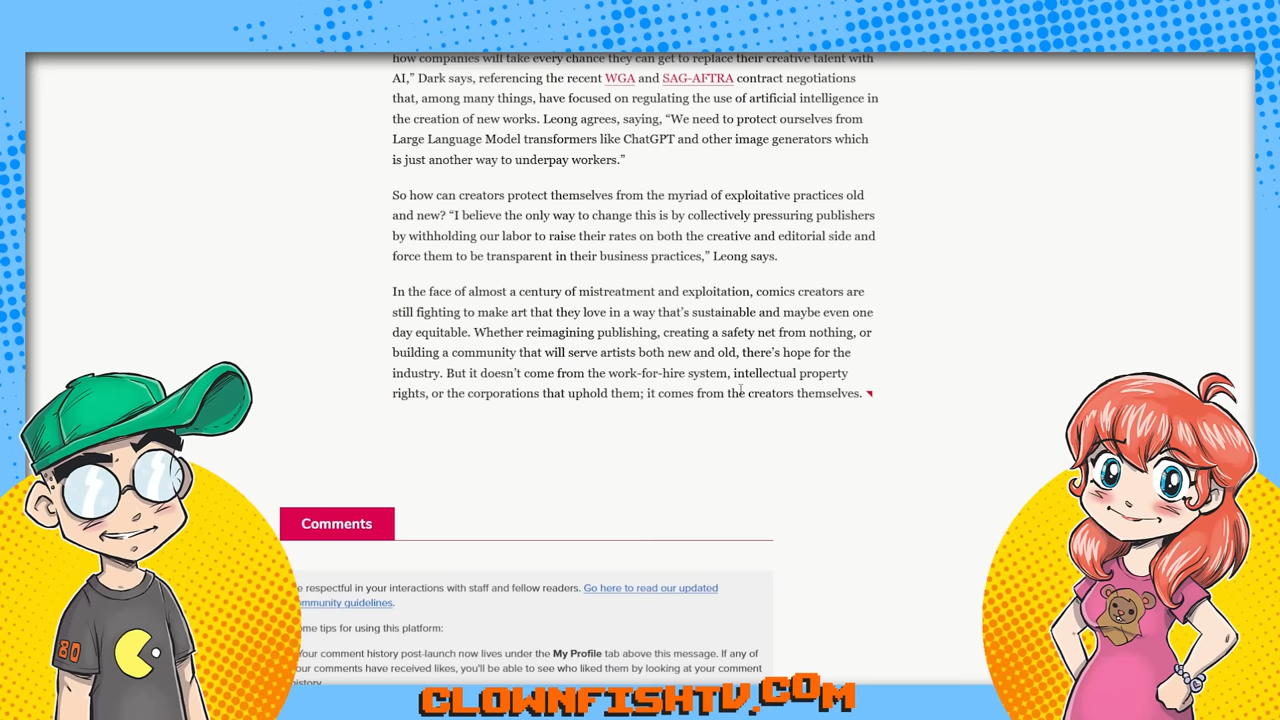 how companies will take every chance they can get to replace their creative talent with
AI,” Dark says, referencing the recent WGA and SAG-AFTRA contract negotiations
that, among many things, have focused on regulating the use of artificial intelligence in
the creation of new works. Leong agrees, saying, “We need to protect ourselves from
Large Language Model transformers like ChatGPT and other image generators which
is just another way to underpay workers.”
So how can creators protect themselves from the myriad of exploitative practices old
and new? “I believe the only way to change this is by collectively pressuring publishers
by withholding our labor to raise their rates on both the creative and editorial side and
force them to be transparent in their business practices,” Leong says.
In the face of almost a century of mistreatment and exploitation, comics creators are
still fighting to make art that they love in a way that’s sustainable and maybe even one
day equitable. Whether reimagining publishing, creating a safety net from nothing, or
building a community that will serve artists both new and old, there’s hope for the
industry. But it doesn’t come from the work-for-hire system, intellectual property
rights, or the corporations that uphold them; it comes from the creators themselves.
Comments
e respectful in your interactions with staff and fellow readers. Go here to read our updated
mmunity guidelines.
ome tips for using this platform:
Your comment history post-launch now lives under the My Profile tab above this message. If any of
our comments have received likes, you'll be able to see who liked them by looking at your comment
history
80
CLOWNFISHTV.COM